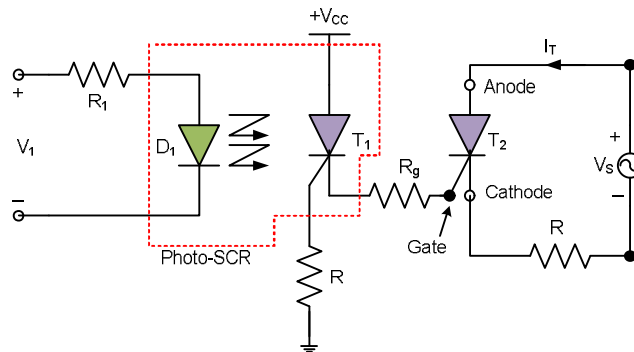 +VCC
IT
+
R1
Anode
+
V1
D1
T1
T2
VS
Rg
Cathode
−
−
Gate
R
Photo-SCR
R